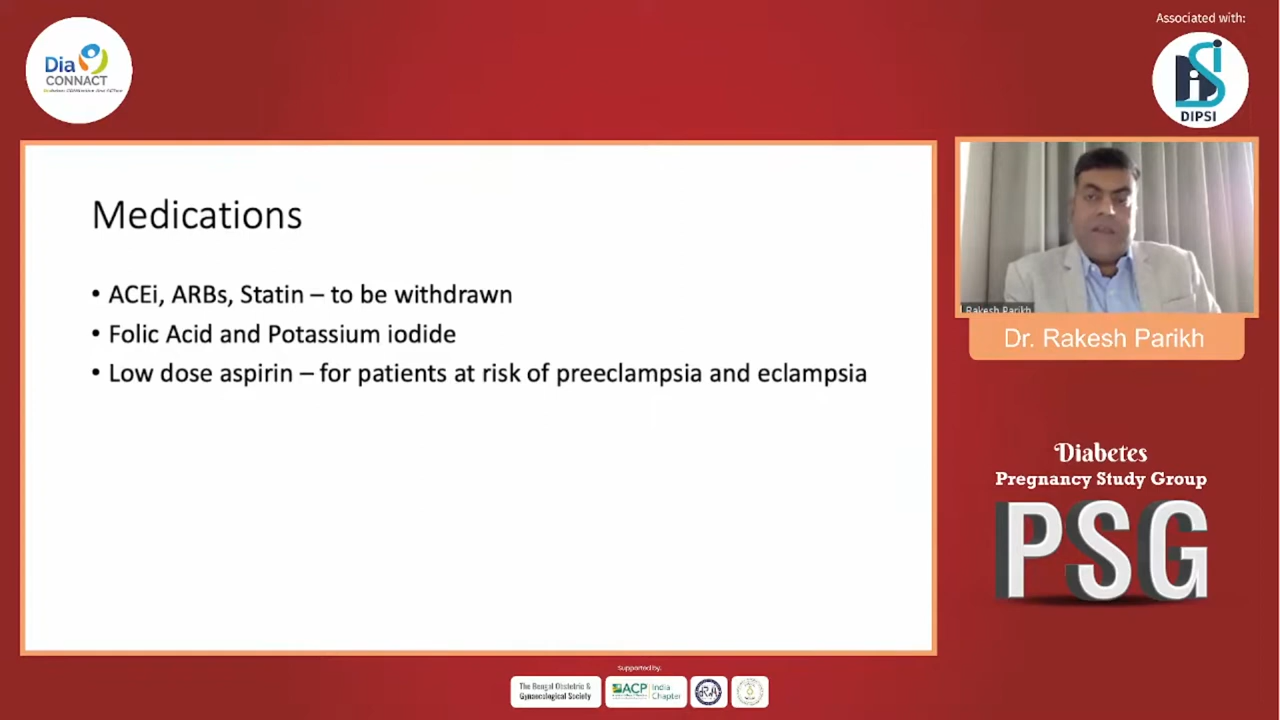 Associated with:
Dia
CONNACT
DIPSI
Medications
• ACEi, ARBs, Statin – to be withdrawn
• Folic Acid and Potassium iodide
• Low dose aspirin – for patients at risk of preeclampsia and eclampsia
Rakesh Parikh
Dr. Rakesh Parikh
Diabetes
Pregnancy Study Group
PSG
Supported by:
The Bengal Obstetric &
Gynaecological Society
ACP India
Chapter